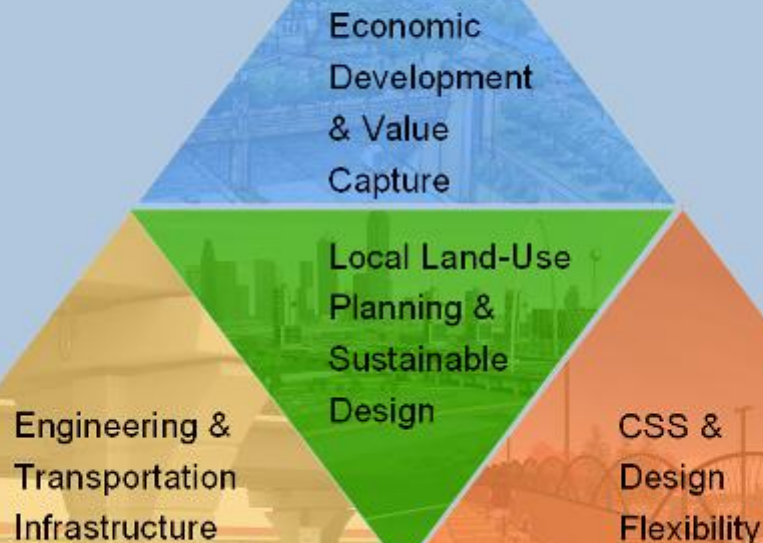 Economic
Development
& Value
Capture
Local Land-Use
Planning &
Sustainable
Design
Engineering &
Transportation
Infrastructure
CSS &
Design
Flexibility